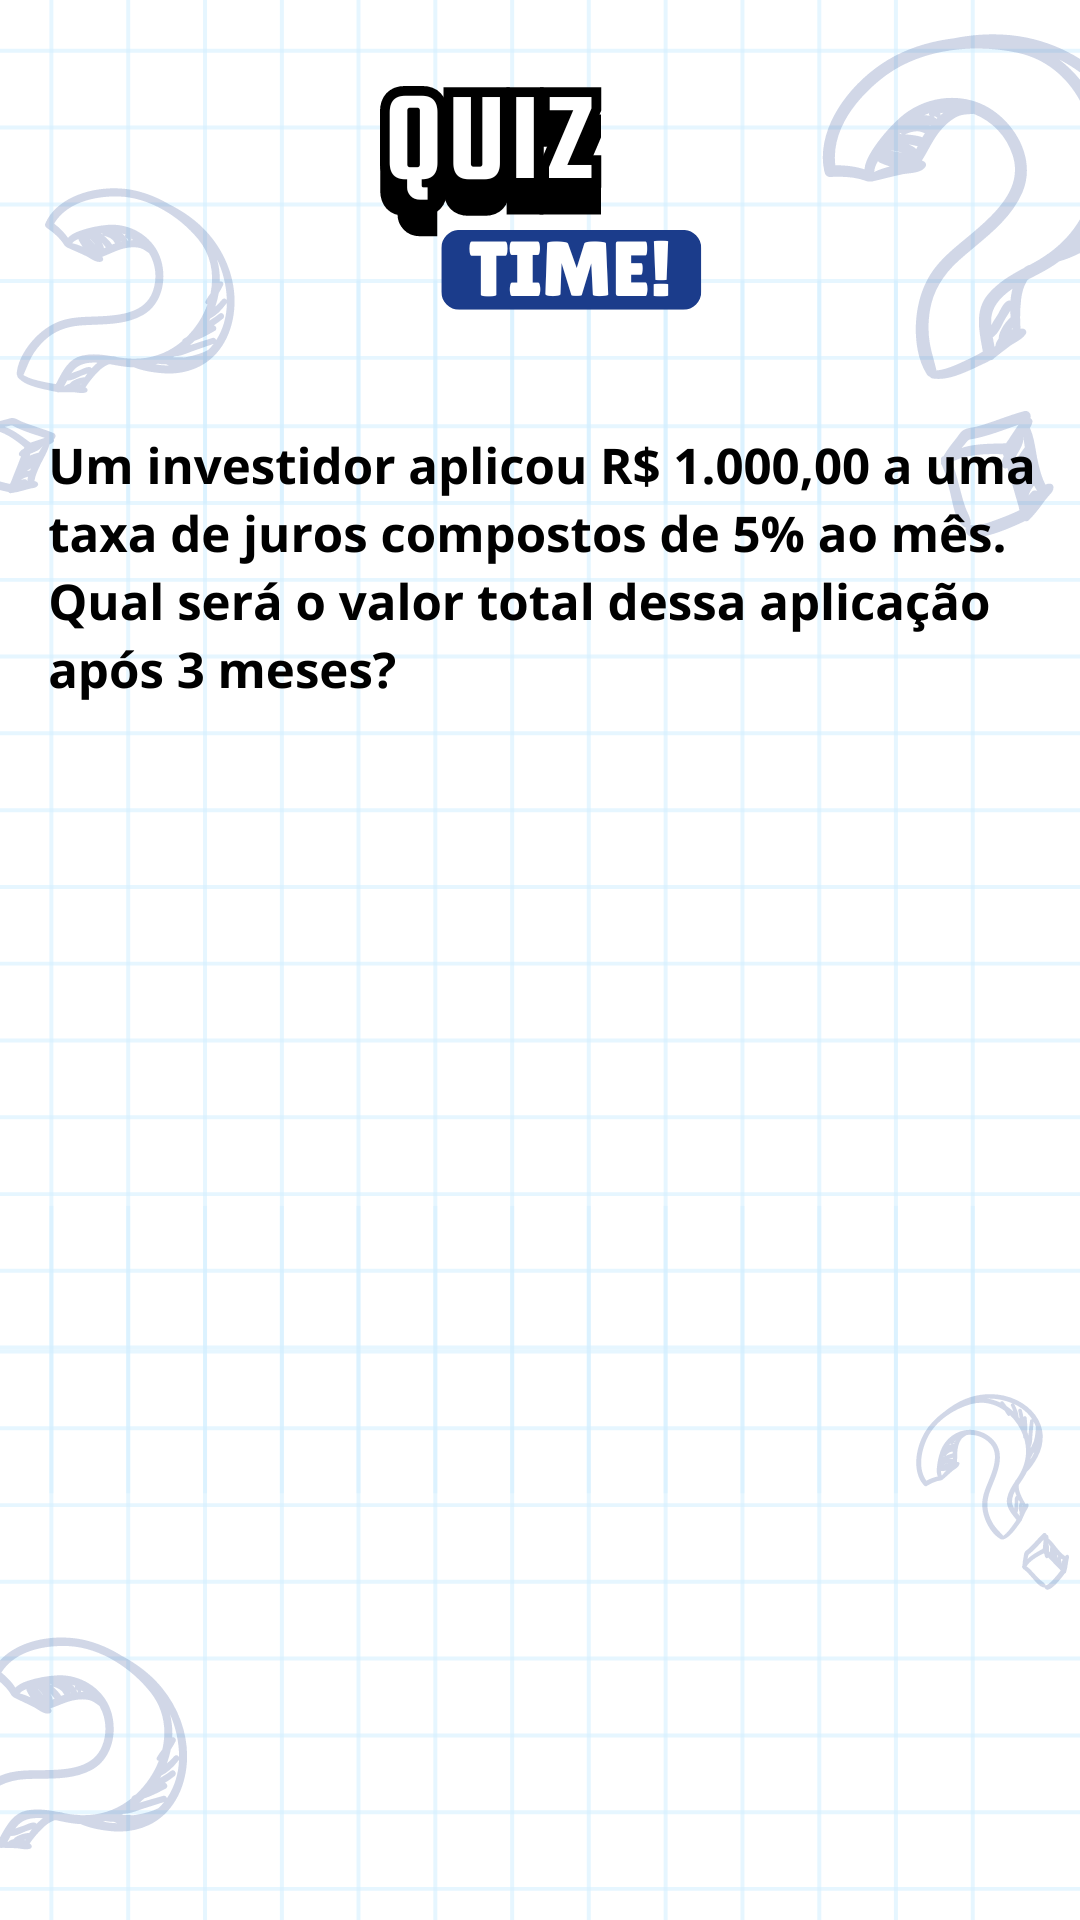 QUIZ
TIME!
Um investidor aplicou R$ 1.000,00 a uma
taxa de juros compostos de 5% ao mês.
Qual será o valor total dessa aplicação
após 3 meses?